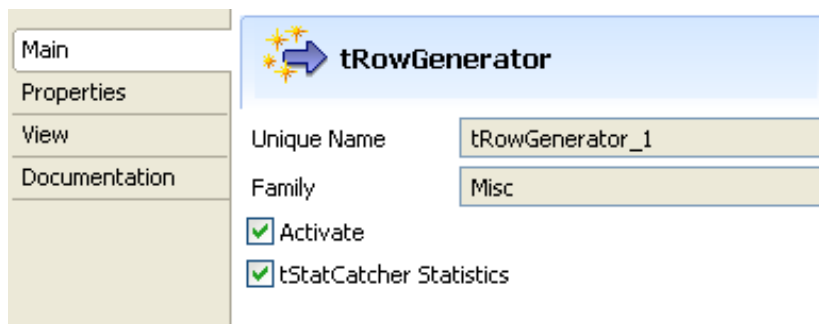 Main
Properties
View
Documentation
tRowGenerator
Unique Name tRowGenerator_1
Family Misc
Activate
tStatCatcher Statistics